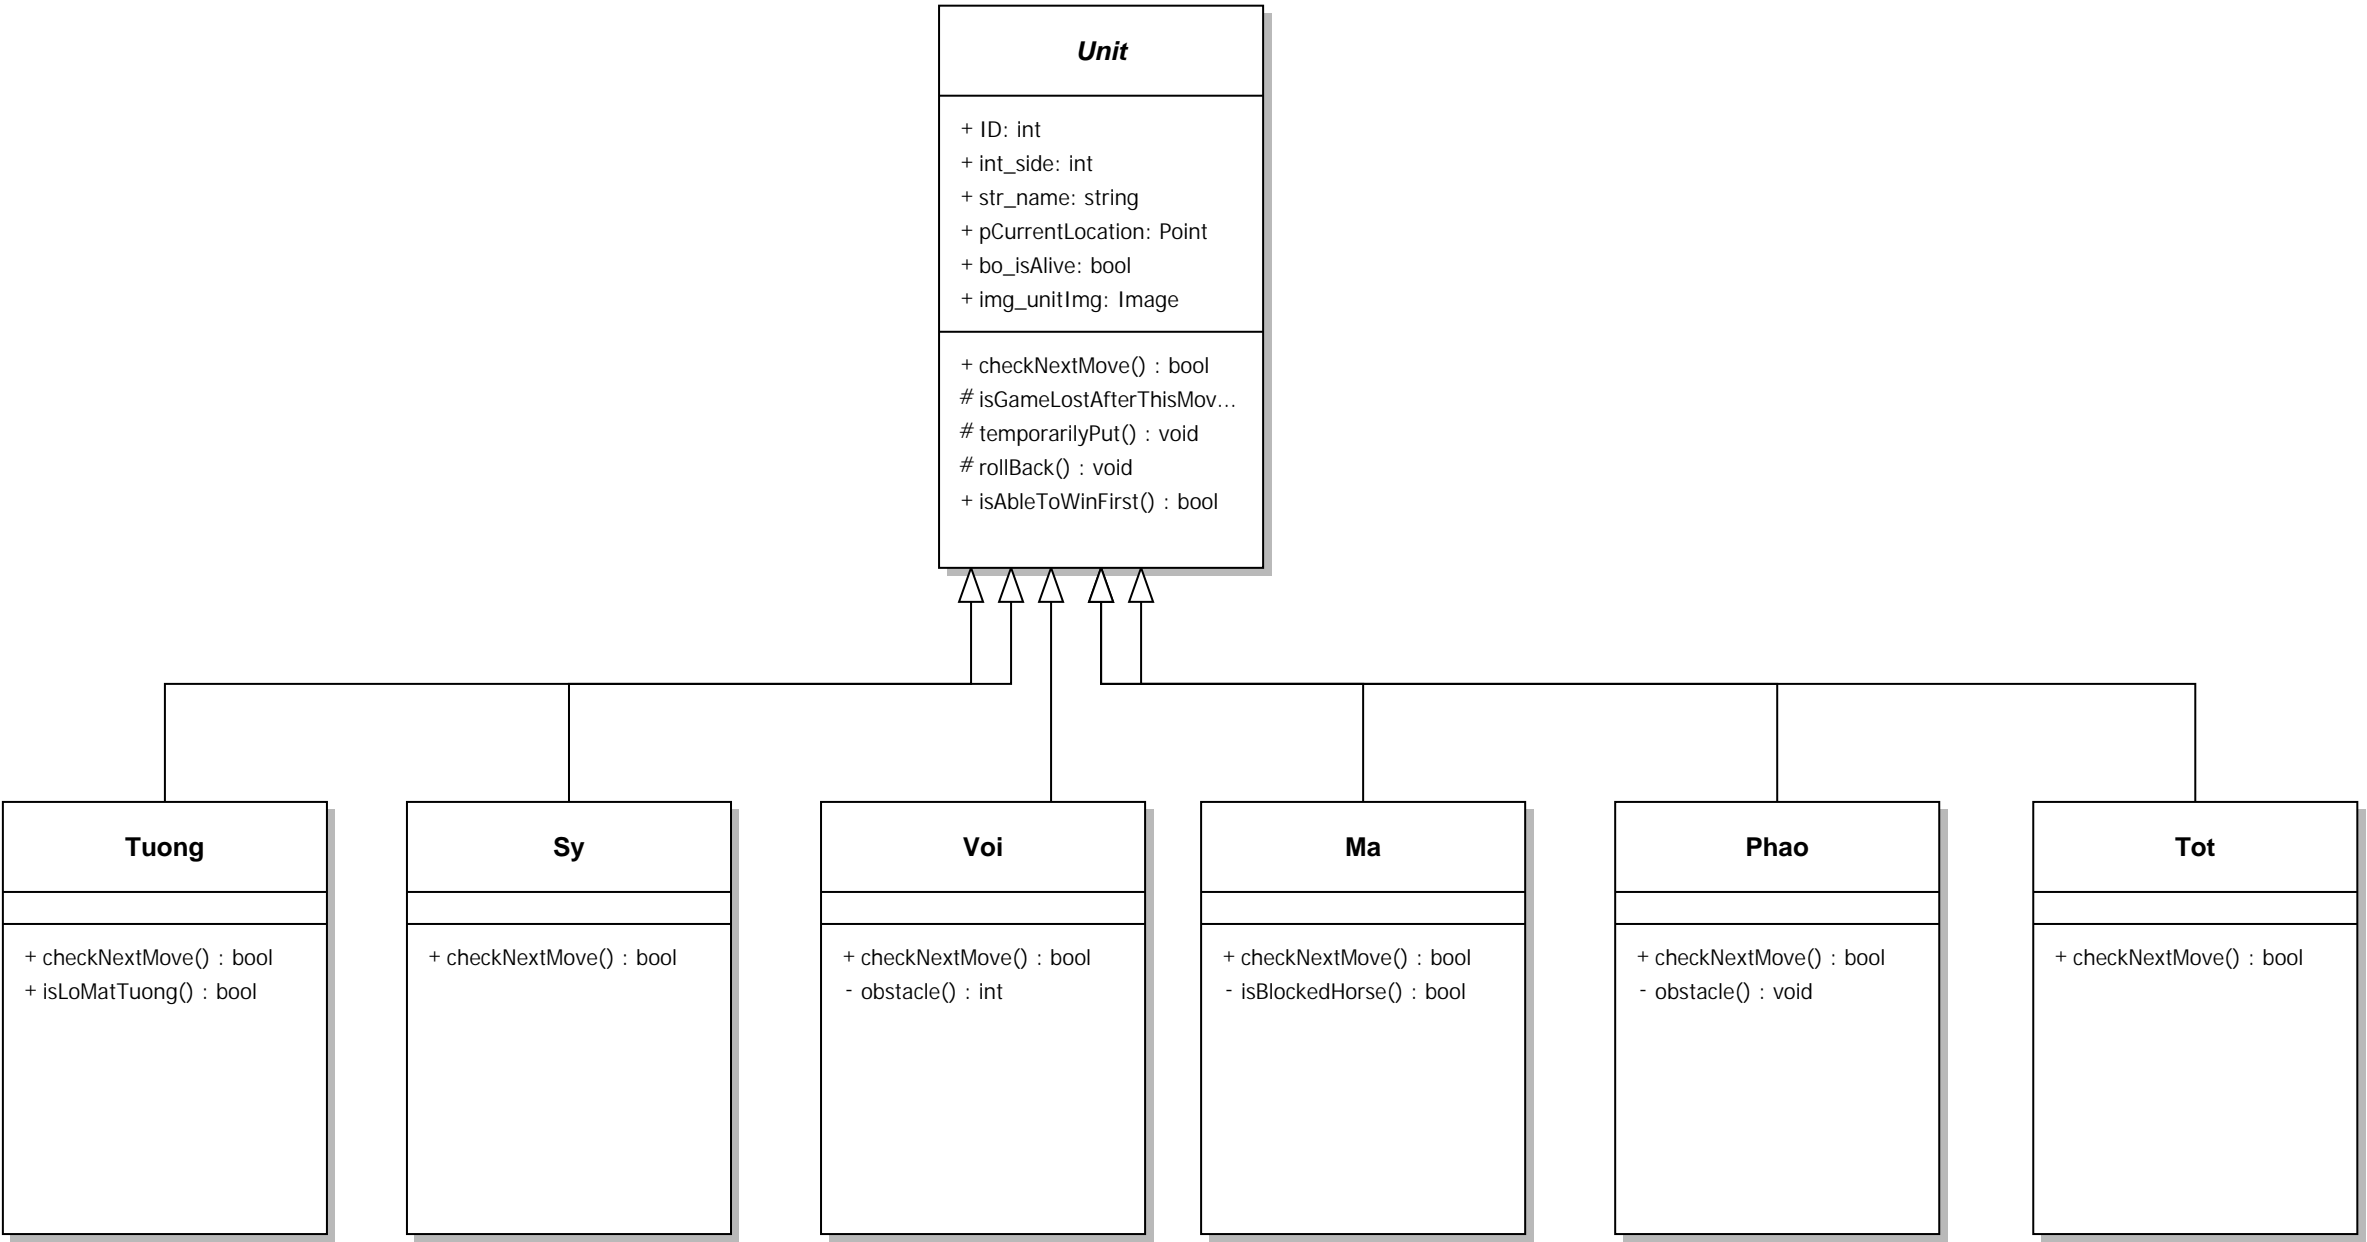 Unit
+ ID: int
+ int_side: int
+ str_name: string
+ pCurrentLocation: Point
+ bo_isAlive: bool
+ img_unitImg: Image
+ checkNextMove() : bool
# isGameLostAfterThisMov...
# temporarilyPut() : void
# rollBack() : void
+ isAbleToWinFirst() : bool
Tuong
+ checkNextMove() : bool
+ isLoMatTuong() : bool
Sy
+ checkNextMove() : bool
Voi
+ checkNextMove() : bool
- obstacle() : int
Ma
+ checkNextMove() : bool
- isBlockedHorse() : bool
Phao
+ checkNextMove() : bool
- obstacle() : void
Tot
+ checkNextMove() : bool